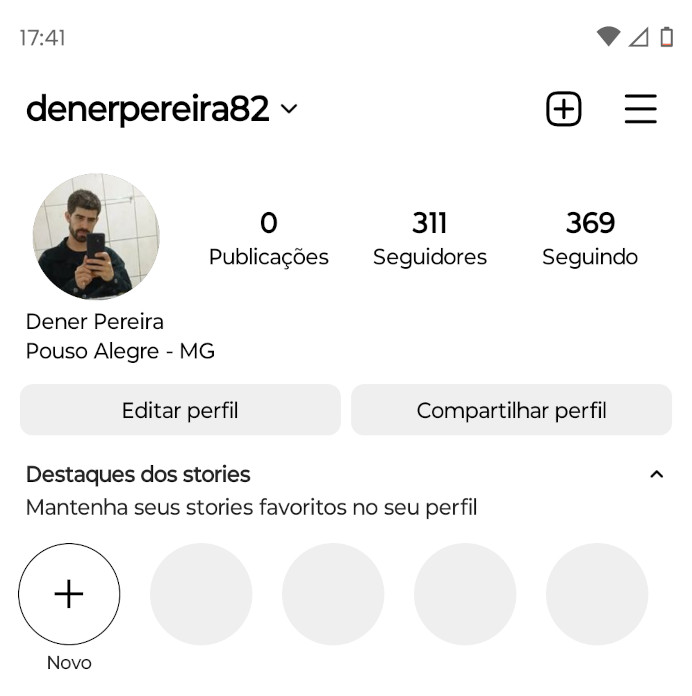 17:41
denerpereira82
0 311 369
Publicações Seguidores Seguindo
Dener Pereira
Pouso Alegre - MG
Editar perfil Compartilhar perfil
Destaques dos stories
Mantenha seus stories favoritos no seu perfil
Novo